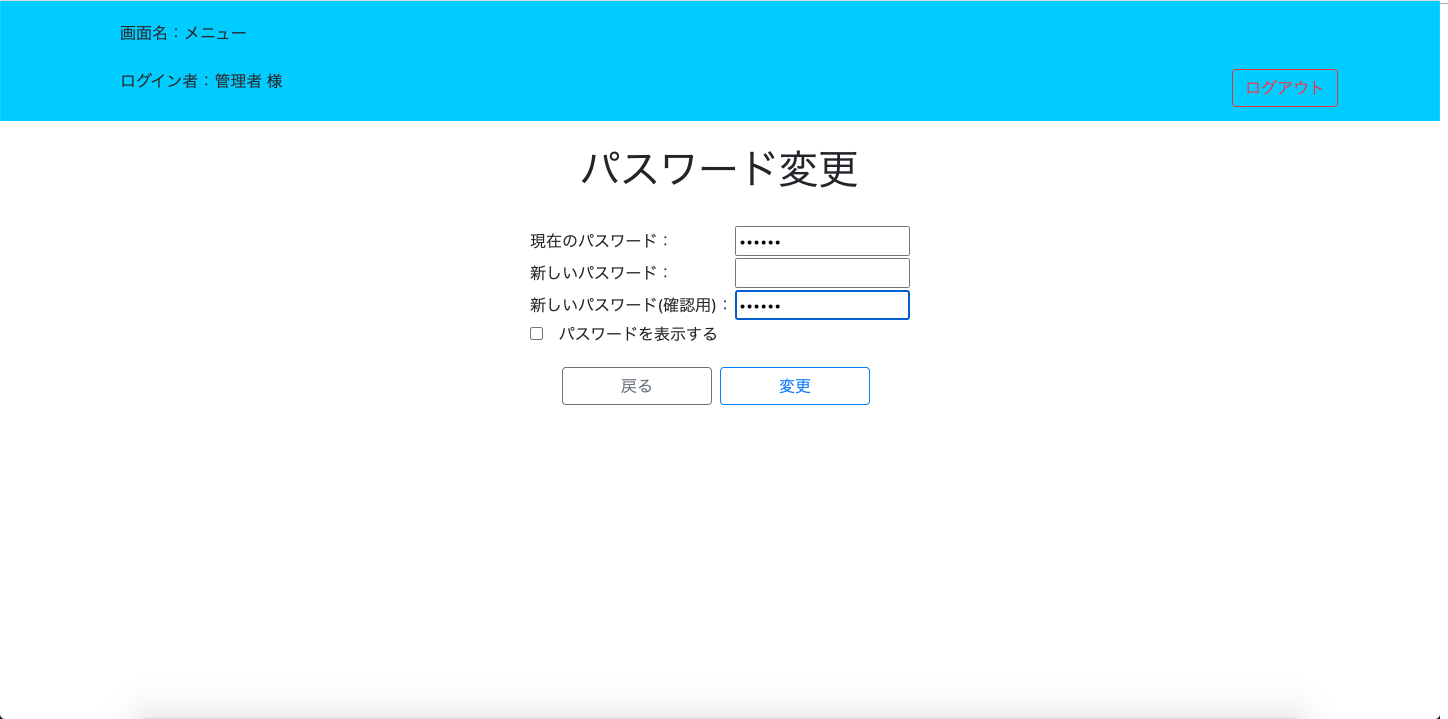 画面名：メニュー
ログイン者：管理者 様
ログアウト
パスワード変更
現在のパスワード： ••••••
新しいパスワード：
新しいパスワード(確認用)： ••••••
パスワードを表示する
戻る 変更